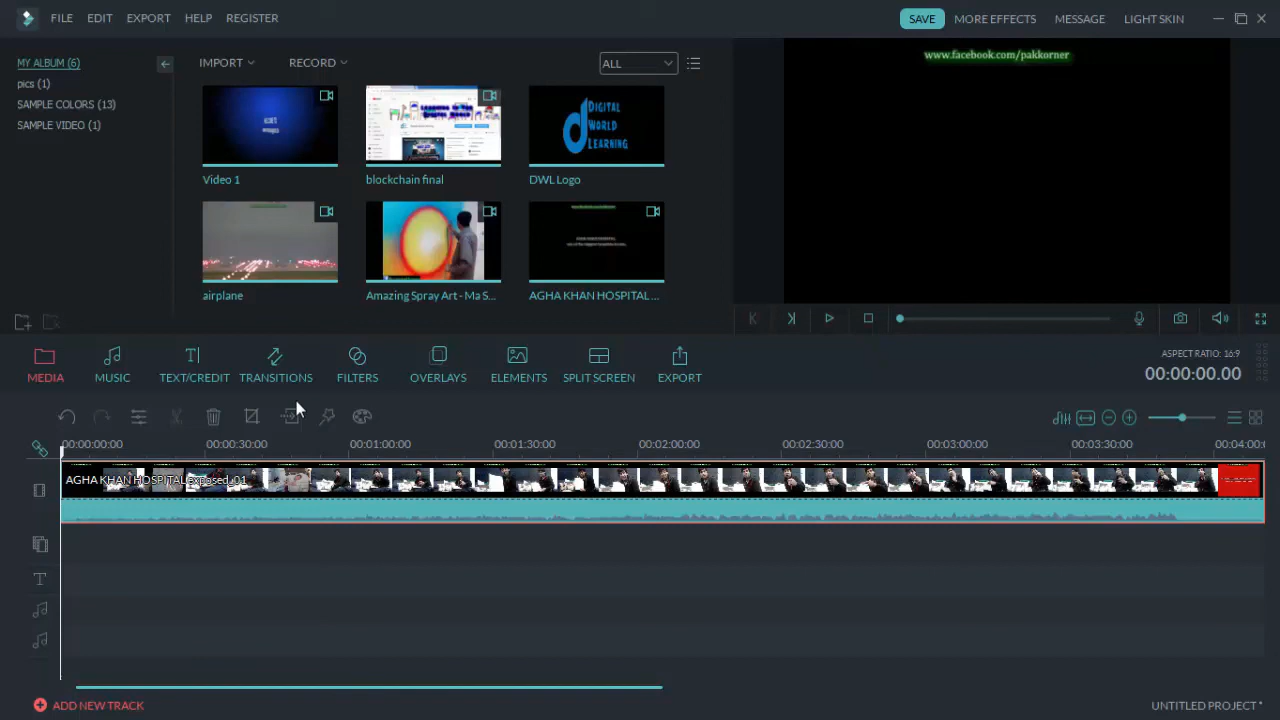 FILE EDIT EXPORT HELP REGISTER
SAVE MORE EFFECTS MESSAGE LIGHT SKIN
MY ALBUM (6)
pics (1)
SAMPLE COLORS (13)
SAMPLE VIDEO (1)
IMPORT RECORD ALL
Video 1
blockchain final
DIGITAL
WORLD
LEARNING
DWL Logo
airplane
Amazing Spray Art - Ma S...
AGHA KHAN HOSPITAL ...
www.facebook.com/pakkorner
MEDIA MUSIC TEXT/CREDIT TRANSITIONS FILTERS OVERLAYS ELEMENTS SPLIT SCREEN EXPORT
ASPECT RATIO: 16:9
00:00:00.00
00:00:00:00 00:00:30:00 00:01:00:00 00:01:30:00 00:02:00:00 00:02:30:00 00:03:00:00 00:03:30:00 00:04:00:0
AGHA KHAN HOSPITAL exposed_01
T
ADD NEW TRACK
UNTITLED PROJECT *